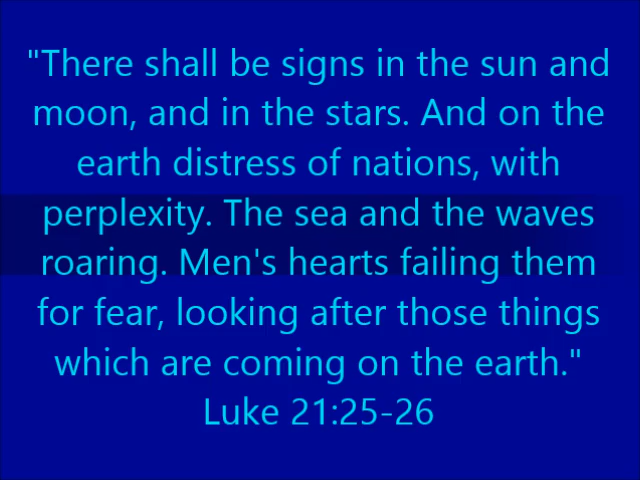 "There shall be signs in the sun and
moon, and in the stars. And on the
earth distress of nations, with
perplexity. The sea and the waves
roaring. Men's hearts failing them
for fear, looking after those things
which are coming on the earth."
Luke 21:25-26